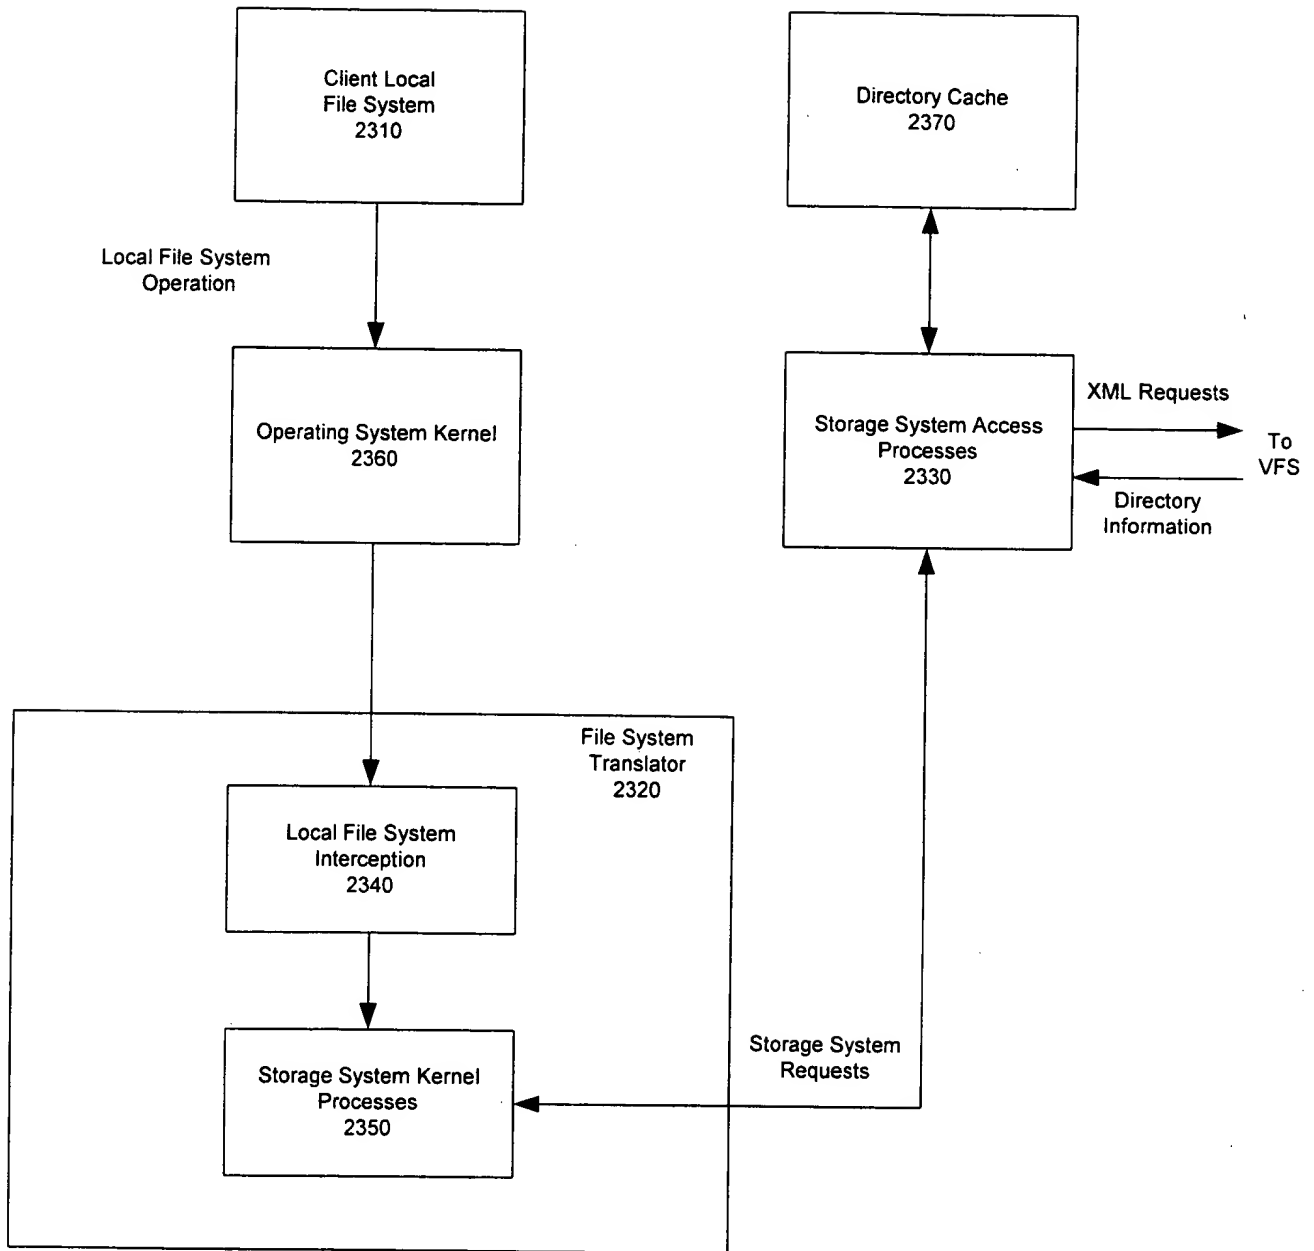 Client Local
File System
2310
Directory Cache
2370
Local File System
Operation
Operating System Kernel
2360
Storage System Access
Processes
2330
XML Requests
To
VFS
Directory
Information
File System
Translator
2320
Local File System
Interception
2340
Storage System Kernel
Processes
2350
Storage System
Requests